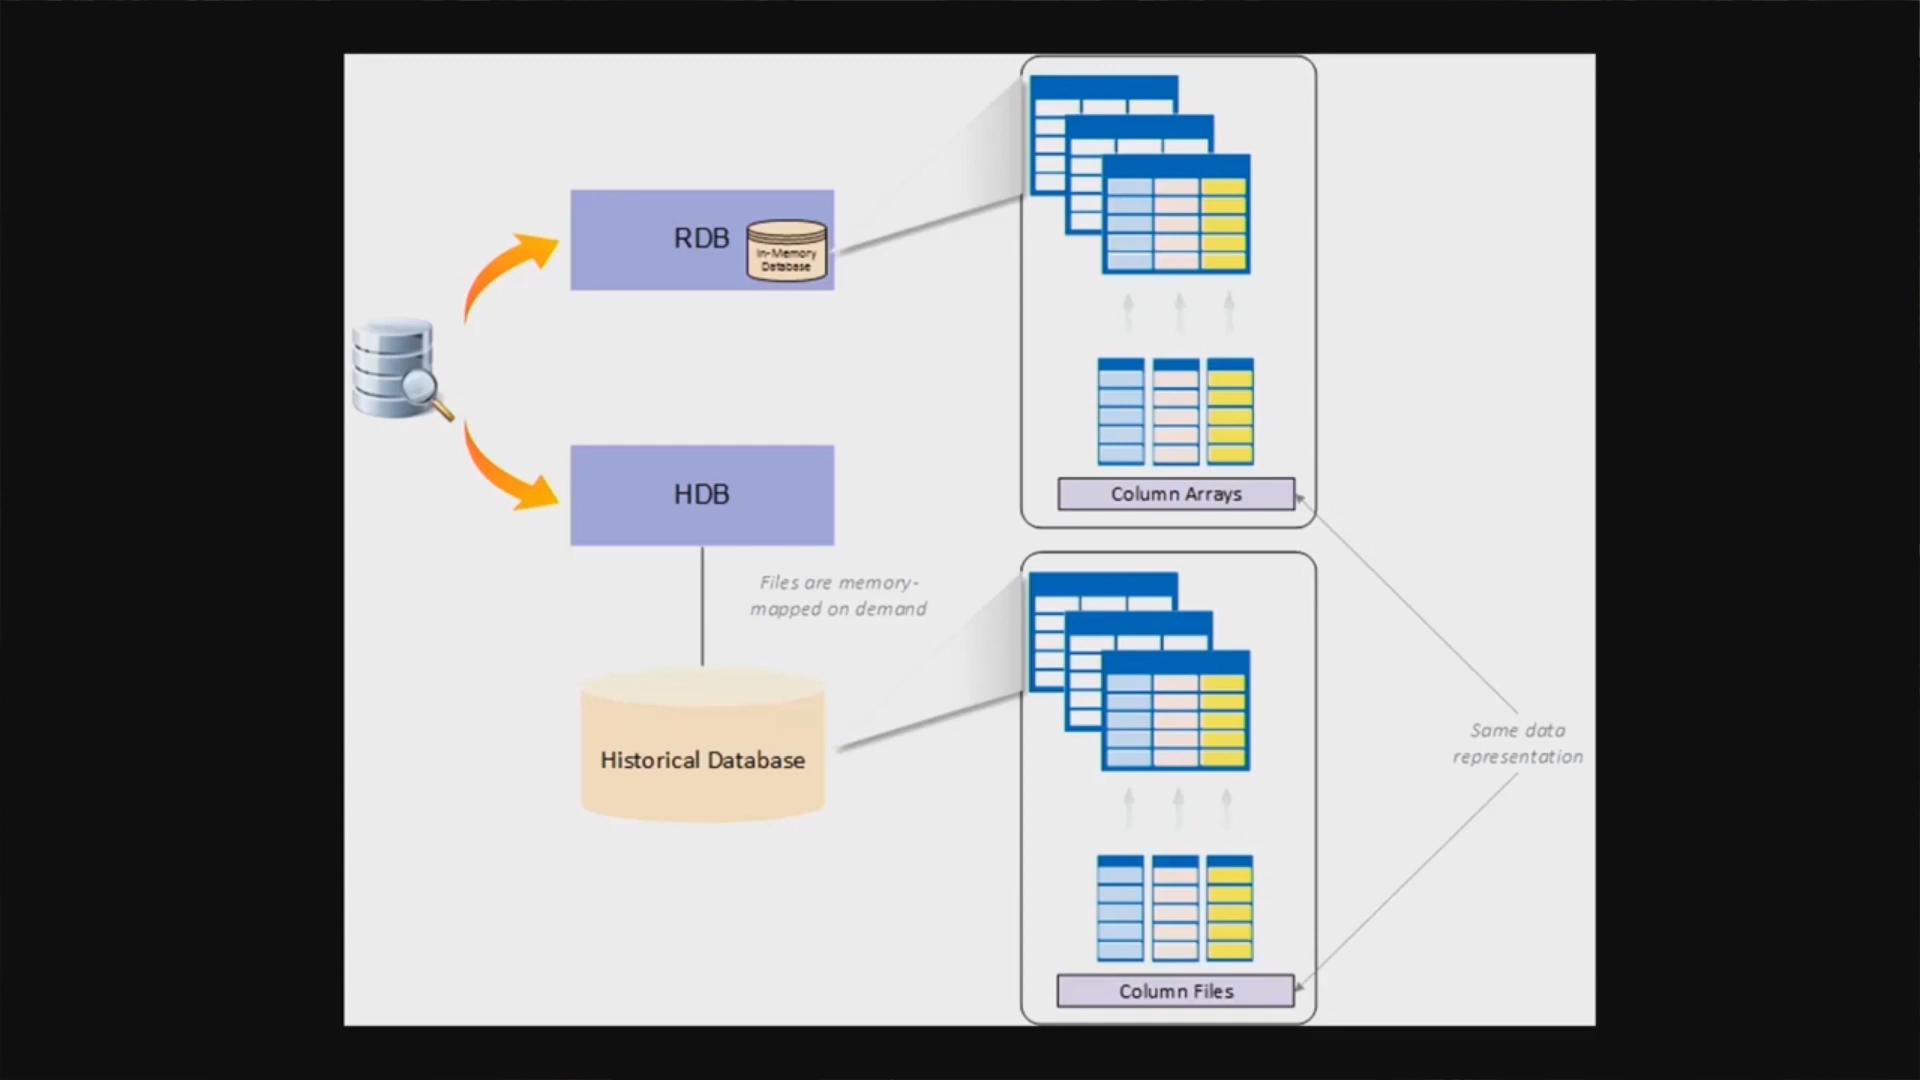 RDB
In-Memory
Database
Column Arrays
HDB
Files are memory-
mapped on demand
Historical Database
Same data
representation
Column Files